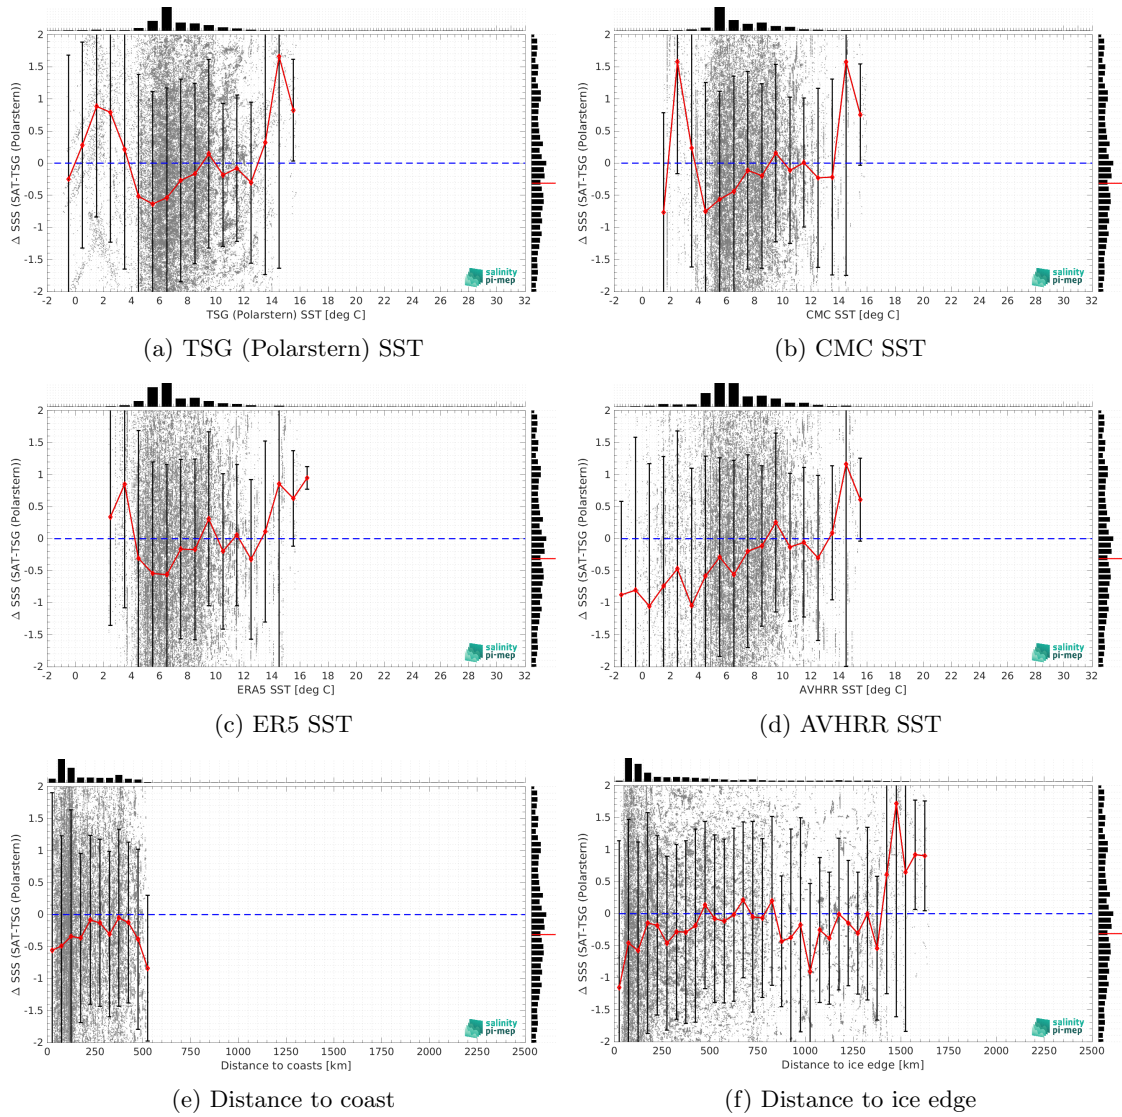 2
1.5
1
0.5
0
-0.5
-1
-1.5
-2
Δ SSS (SAT-TSG (Polarstern))
-2 0 2 4 6 8 10 12 14 16 18 20 22 24 26 28 30 32
TSG (Polarstern) SST [deg C]
salinity
pi-mep
(a) TSG (Polarstern) SST
2
1.5
1
0.5
0
-0.5
-1
-1.5
-2
Δ SSS (SAT-TSG (Polarstern))
-2 0 2 4 6 8 10 12 14 16 18 20 22 24 26 28 30 32
CMC SST [deg C]
salinity
pi-mep
(b) CMC SST
2
1.5
1
0.5
0
-0.5
-1
-1.5
-2
Δ SSS (SAT-TSG (Polarstern))
-2 0 2 4 6 8 10 12 14 16 18 20 22 24 26 28 30 32
ERA5 SST [deg C]
salinity
pi-mep
(c) ER5 SST
2
1.5
1
0.5
0
-0.5
-1
-1.5
-2
Δ SSS (SAT-TSG (Polarstern))
-2 0 2 4 6 8 10 12 14 16 18 20 22 24 26 28 30 32
AVHRR SST [deg C]
salinity
pi-mep
(d) AVHRR SST
2
1.5
1
0.5
0
-0.5
-1
-1.5
-2
Δ SSS (SAT-TSG (Polarstern))
0 250 500 750 1000 1250 1500 1750 2000 2250 2500
Distance to coasts [km]
salinity
pi-mep
(e) Distance to coast
2
1.5
1
0.5
0
-0.5
-1
-1.5
-2
Δ SSS (SAT-TSG (Polarstern))
0 250 500 750 1000 1250 1500 1750 2000 2250 2500
Distance to ice edge [km]
salinity
pi-mep
(f) Distance to ice edge